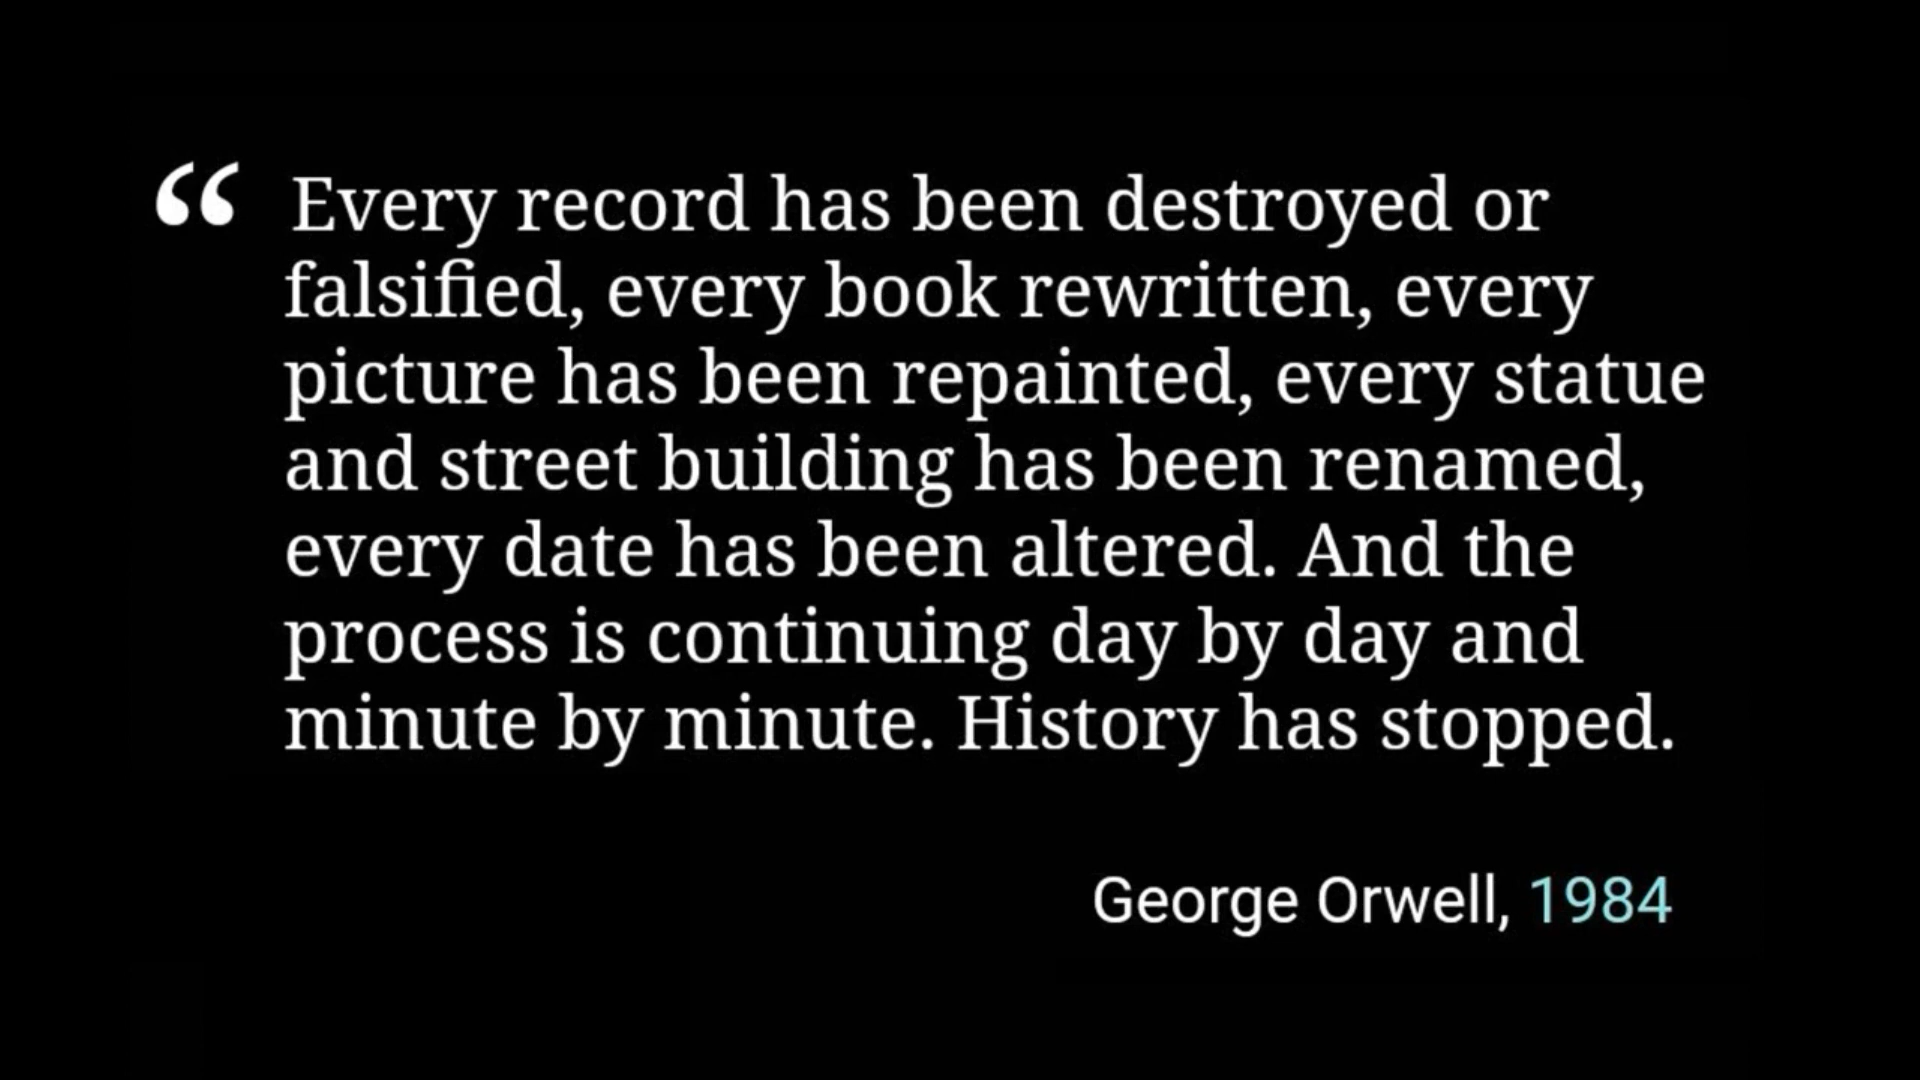 “ Every record has been destroyed or
falsified, every book rewritten, every
picture has been repainted, every statue
and street building has been renamed,
every date has been altered. And the
process is continuing day by day and
minute by minute. History has stopped.
George Orwell, 1984